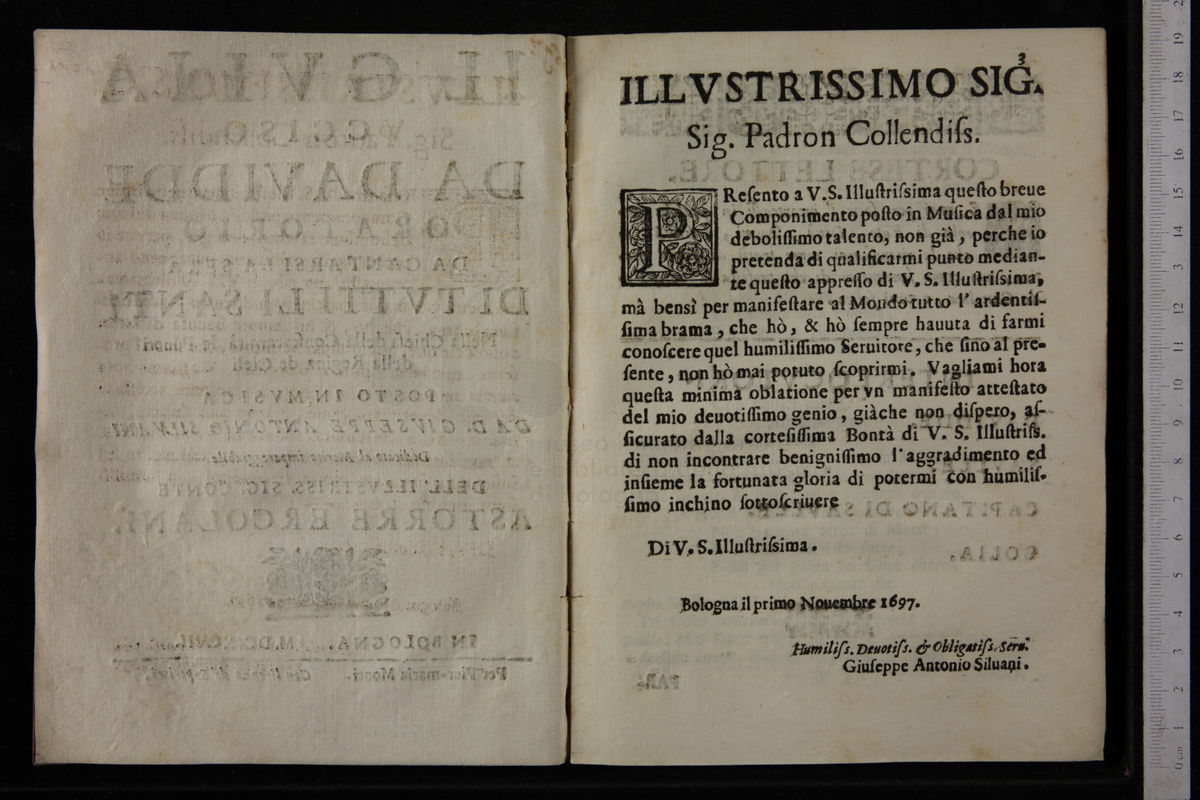 3
ILLVSTRISSIMO SIG.
Sig. Padron Collendiſs.
PReſento a V.S. Illuſtriſsima queſto breue
Componimento poſto in Muſica dal mio
deboliſſimo talento, non già, perche io
pretenda di qualificarmi punto median-
te queſto appreſſo di V. S. Illuſtriſsima,
mà bensì per manifeſtare al Mondo tutto l'ardentiſ-
ſima brama, che hò, & hò ſempre hauuta di farmi
conoſcere quel humiliſſimo Seruitore, che ſino al pre-
ſente, non hò mai potuto ſcoprirmi. Vagliami hora
queſta minima oblatione per vn manifeſto atteſtato
del mio deuotiſſimo genio, giàche non diſpero, aſ-
ſicurato dalla corteſiſſima Bontà di V. S. Illuſtriſs.
di non incontrare benigniſſimo l'aggradimento ed
inſieme la fortunata gloria di potermi con humiliſ-
ſimo inchino ſottoſcriuere
Di V. S. Illuſtriſsima.
Bologna il primo Nouembre 1697.
Humiliſs. Deuotiſs. & Obligatiſs. Seru.
Giuſeppe Antonio Siluani.